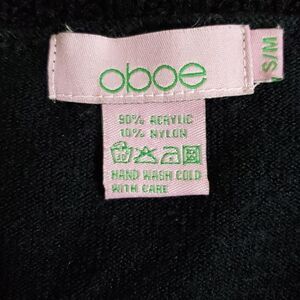 oboe
S/M
90% ACRYLIC
10% NYLON
HAND WASH COLD
WITH CARE